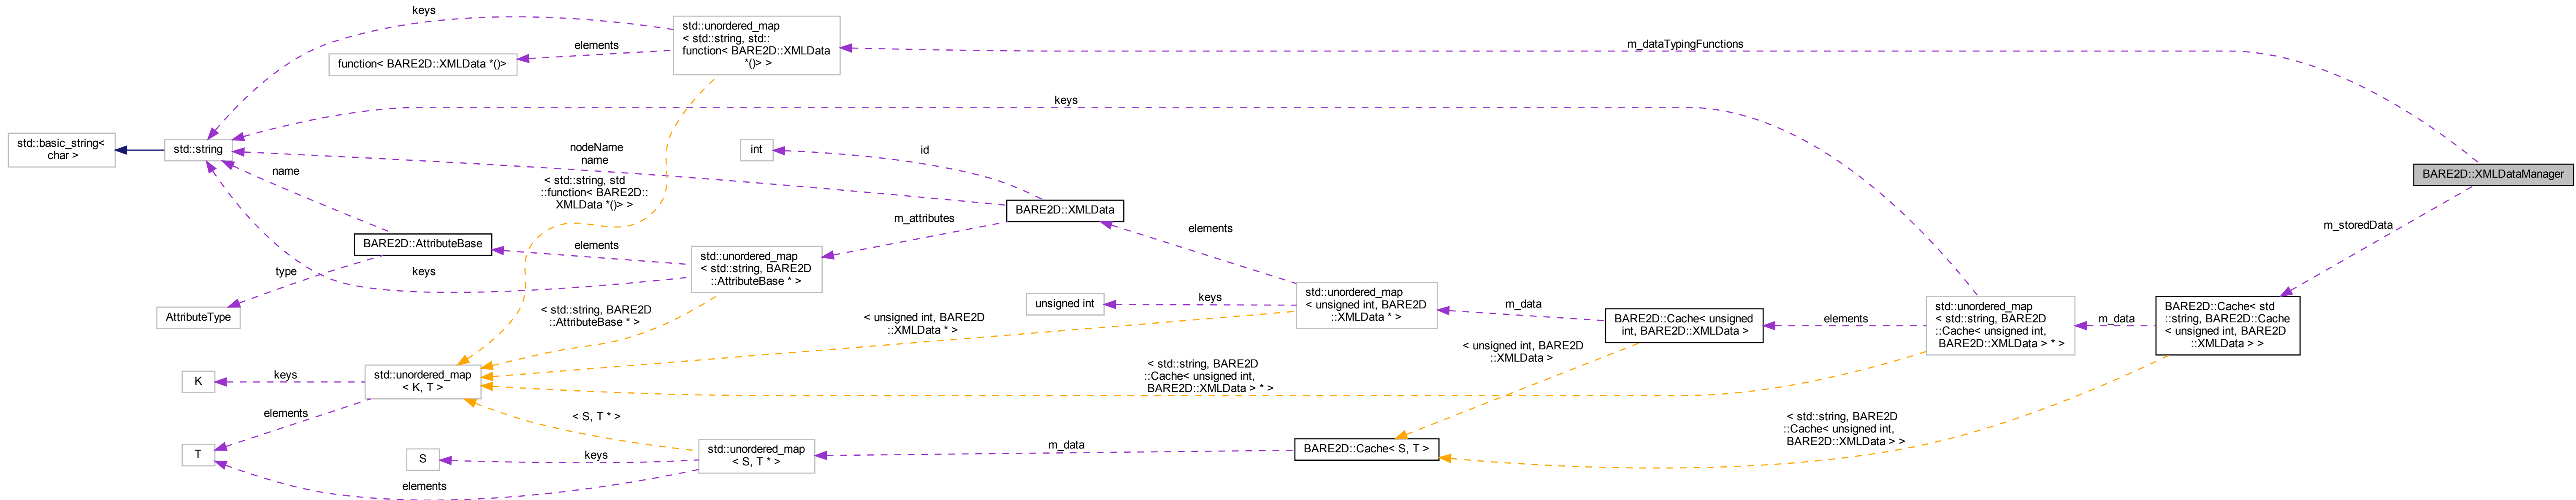 keys
std::unordered_map
< std::string, std::
function< BARE2D::XMLData
*()> >
elements
function< BARE2D::XMLData *()>
m_dataTypingFunctions
keys
std::basic_string<
char >
std::string
nodeName
name
int
id
name
< std::string, std
::function< BARE2D::
XMLData *()> >
BARE2D::XMLDataManager
BARE2D::XMLData
m_attributes
BARE2D::AttributeBase
elements
type
keys
std::unordered_map
< std::string, BARE2D
::AttributeBase * >
elements
m_storedData
AttributeType
< std::string, BARE2D
::AttributeBase * >
unsigned int
keys
std::unordered_map
< unsigned int, BARE2D
::XMLData * >
m_data
BARE2D::Cache< unsigned
int, BARE2D::XMLData >
elements
std::unordered_map
< std::string, BARE2D
::Cache< unsigned int,
BARE2D::XMLData > * >
m_data
BARE2D::Cache< std
::string, BARE2D::Cache
< unsigned int, BARE2D
::XMLData > >
< unsigned int, BARE2D
::XMLData * >
< unsigned int, BARE2D
::XMLData >
K
keys
std::unordered_map
< K, T >
< std::string, BARE2D
::Cache< unsigned int,
BARE2D::XMLData > * >
elements
< S, T * >
< std::string, BARE2D
::Cache< unsigned int,
BARE2D::XMLData > >
T
S
keys
std::unordered_map
< S, T * >
m_data
BARE2D::Cache< S, T >
elements